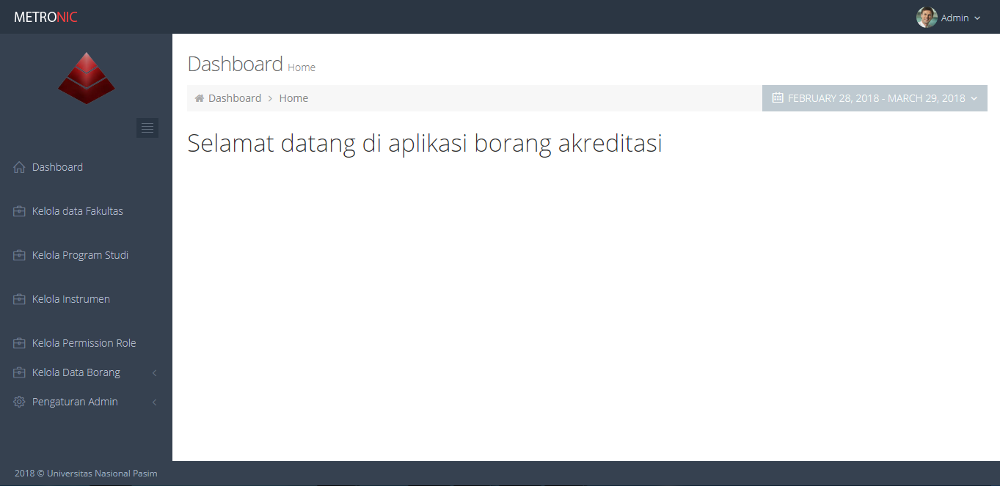 METRONIC
Admin
Dashboard Home
Dashboard > Home
FEBRUARY 28, 2018 - MARCH 29, 2018
Selamat datang di aplikasi borang akreditasi
Dashboard
Kelola data Fakultas
Kelola Program Studi
Kelola Instrumen
Kelola Permission Role
Kelola Data Borang
Pengaturan Admin
2018 © Universitas Nasional Pasim